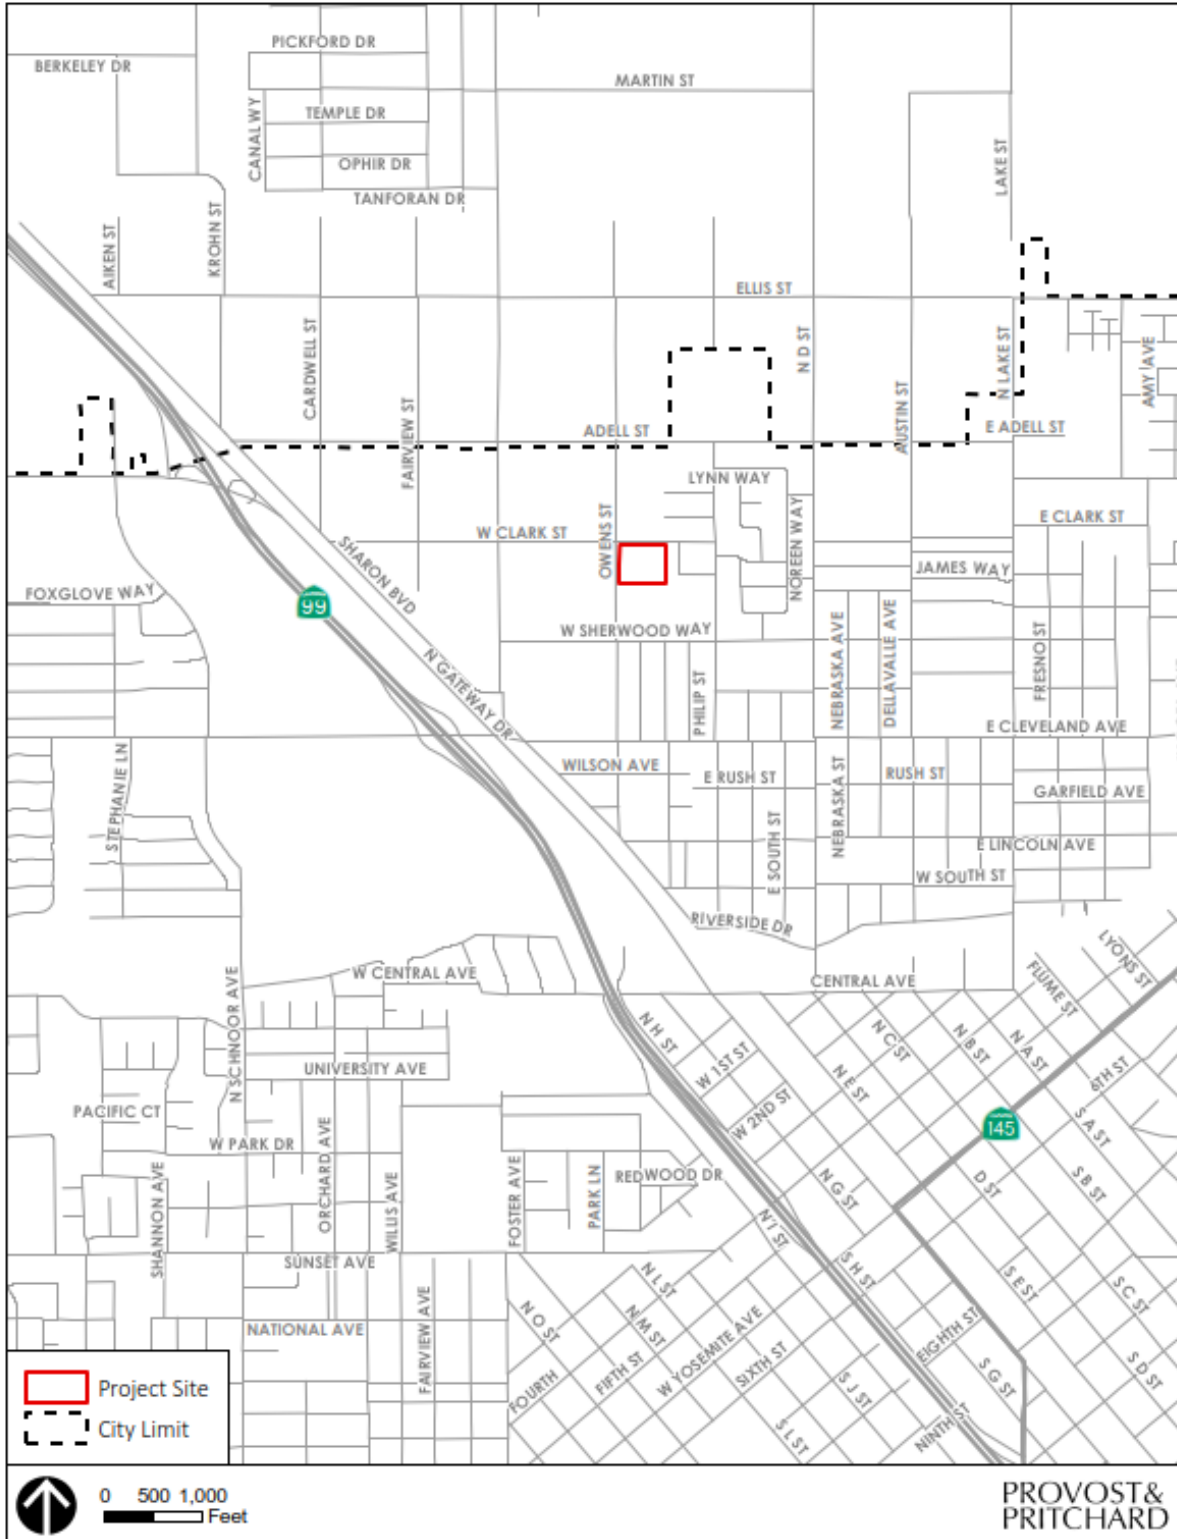 PICKFORD DR
BERKELEY DR
MARTIN ST
CANALWY
TEMPLE DR
OPHIR DR
LAKE ST
TANFORAN DR
AIKEN ST
KROHN ST
ELLIS ST
CARDWELL ST
N D ST
N LAKE ST
AMY AVE
FAIRVIEW ST
AUSTIN ST
ADELL ST
E ADELL ST
LYNN WAY
OWENS ST
W CLARK ST
NOREEN WAY
E CLARK ST
SHARON BVD
JAMES WAY
FOXGLOVE WAY
99
W SHERWOOD WAY
NEBRASKA AVE
DELLAVALLE AVE
FRESNO ST
N GATEWAY DR
PHILIP ST
E CLEVELAND AVE
STEPHANIE LN
WILSON AVE
E RUSH ST
RUSH ST
NEBRASKA ST
GARFIELD AVE
E SOUTH ST
E LINCOLN AVE
W SOUTH ST
RIVERSIDE DR
LYONS ST
FLUME ST
W CENTRAL AVE
CENTRAL AVE
N SCHNOOR AVE
N H ST
N C ST
N B ST
N A ST
W 1ST ST
UNIVERSITY AVE
N E ST
6TH ST
PACIFIC CT
W 2ND ST
S A ST
145
W PARK DR
ORCHARD AVE
REDWOOD DR
N G ST
D ST
S B ST
SHANNON AVE
WILLIS AVE
FOSTER AVE
PARK LN
N I ST
SUNSET AVE
N L ST
S H ST
S E ST
S C ST
NATIONAL AVE
FAIRVIEW AVE
N O ST
N M ST
W YOSEMITE AVE
EIGHTH ST
FOURTH
FIFTH ST
SIXTH ST
S J ST
S G ST
S D ST
S L ST
NINTH ST
Project Site
City Limit
0 500 1,000
Feet
PROVOST&
PRITCHARD